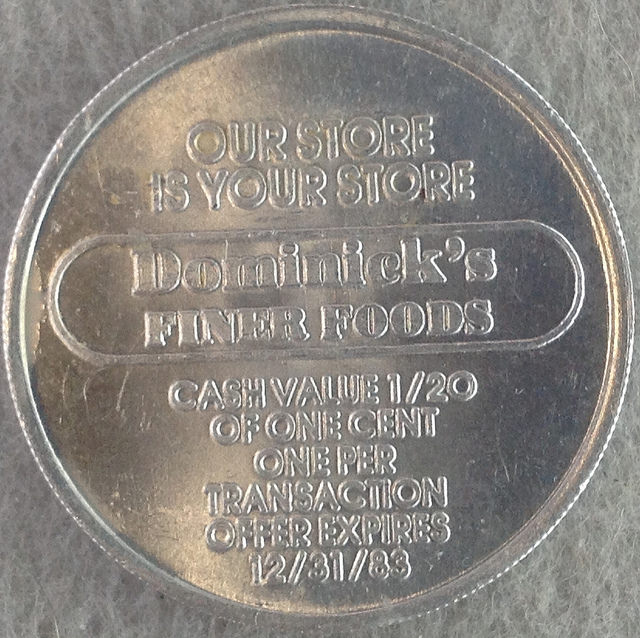 OUR STORE
IS YOUR STORE
Dominick's
FINER FOODS
CASH VALUE 1/20
OF ONE CENT
ONE PER
TRANSACTION
OFFER EXPIRES
12/31/83